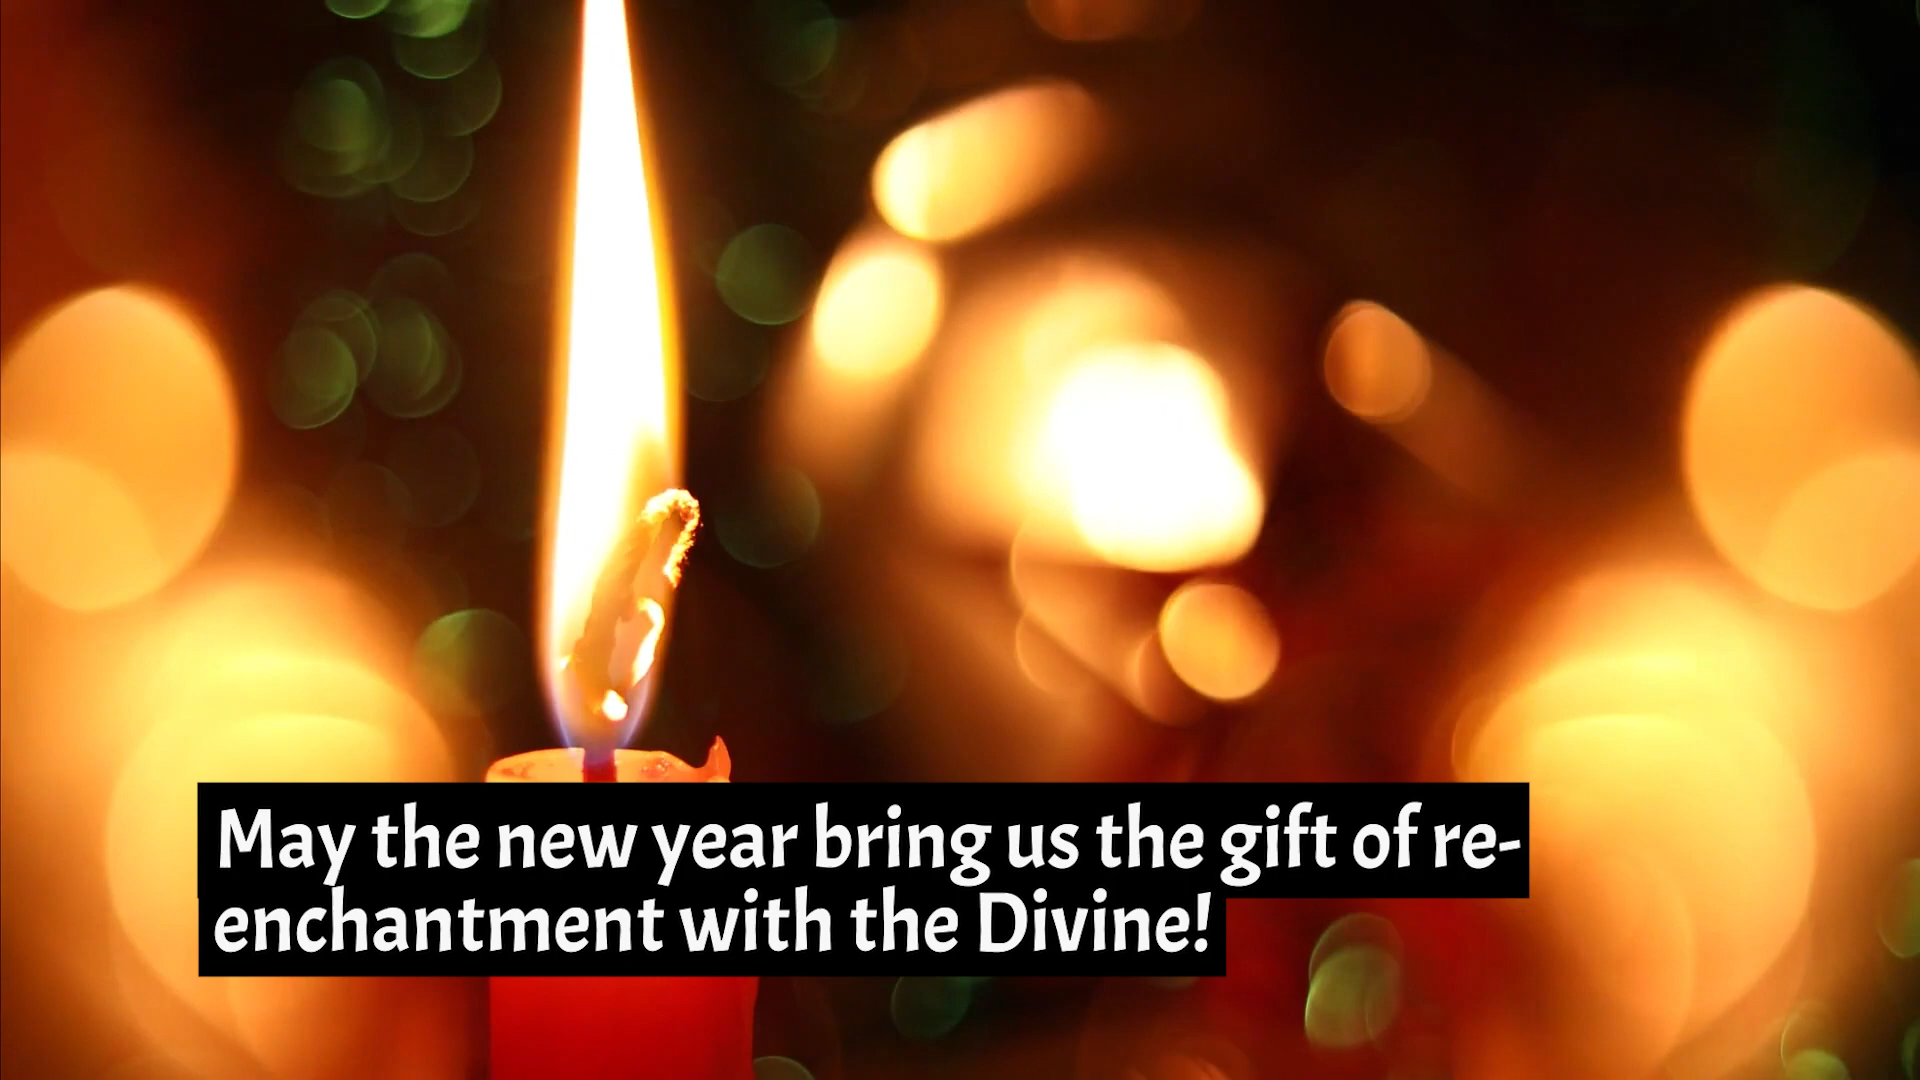 May the new year bring us the gift of re-
enchantment with the Divine!